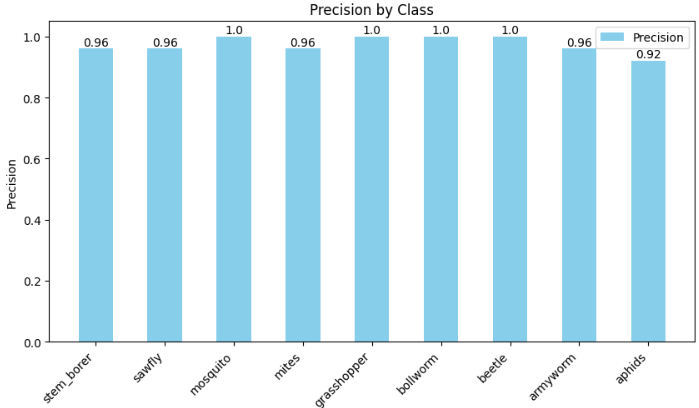 Precision by Class
Precision
0.96
0.96
1.0
0.96
1.0
1.0
1.0
0.96
0.92
Precision
1.0
0.8
0.6
0.4
0.2
0.0
stem_borer
sawfly
mosquito
mites
grasshopper
bollworm
beetle
armyworm
aphids